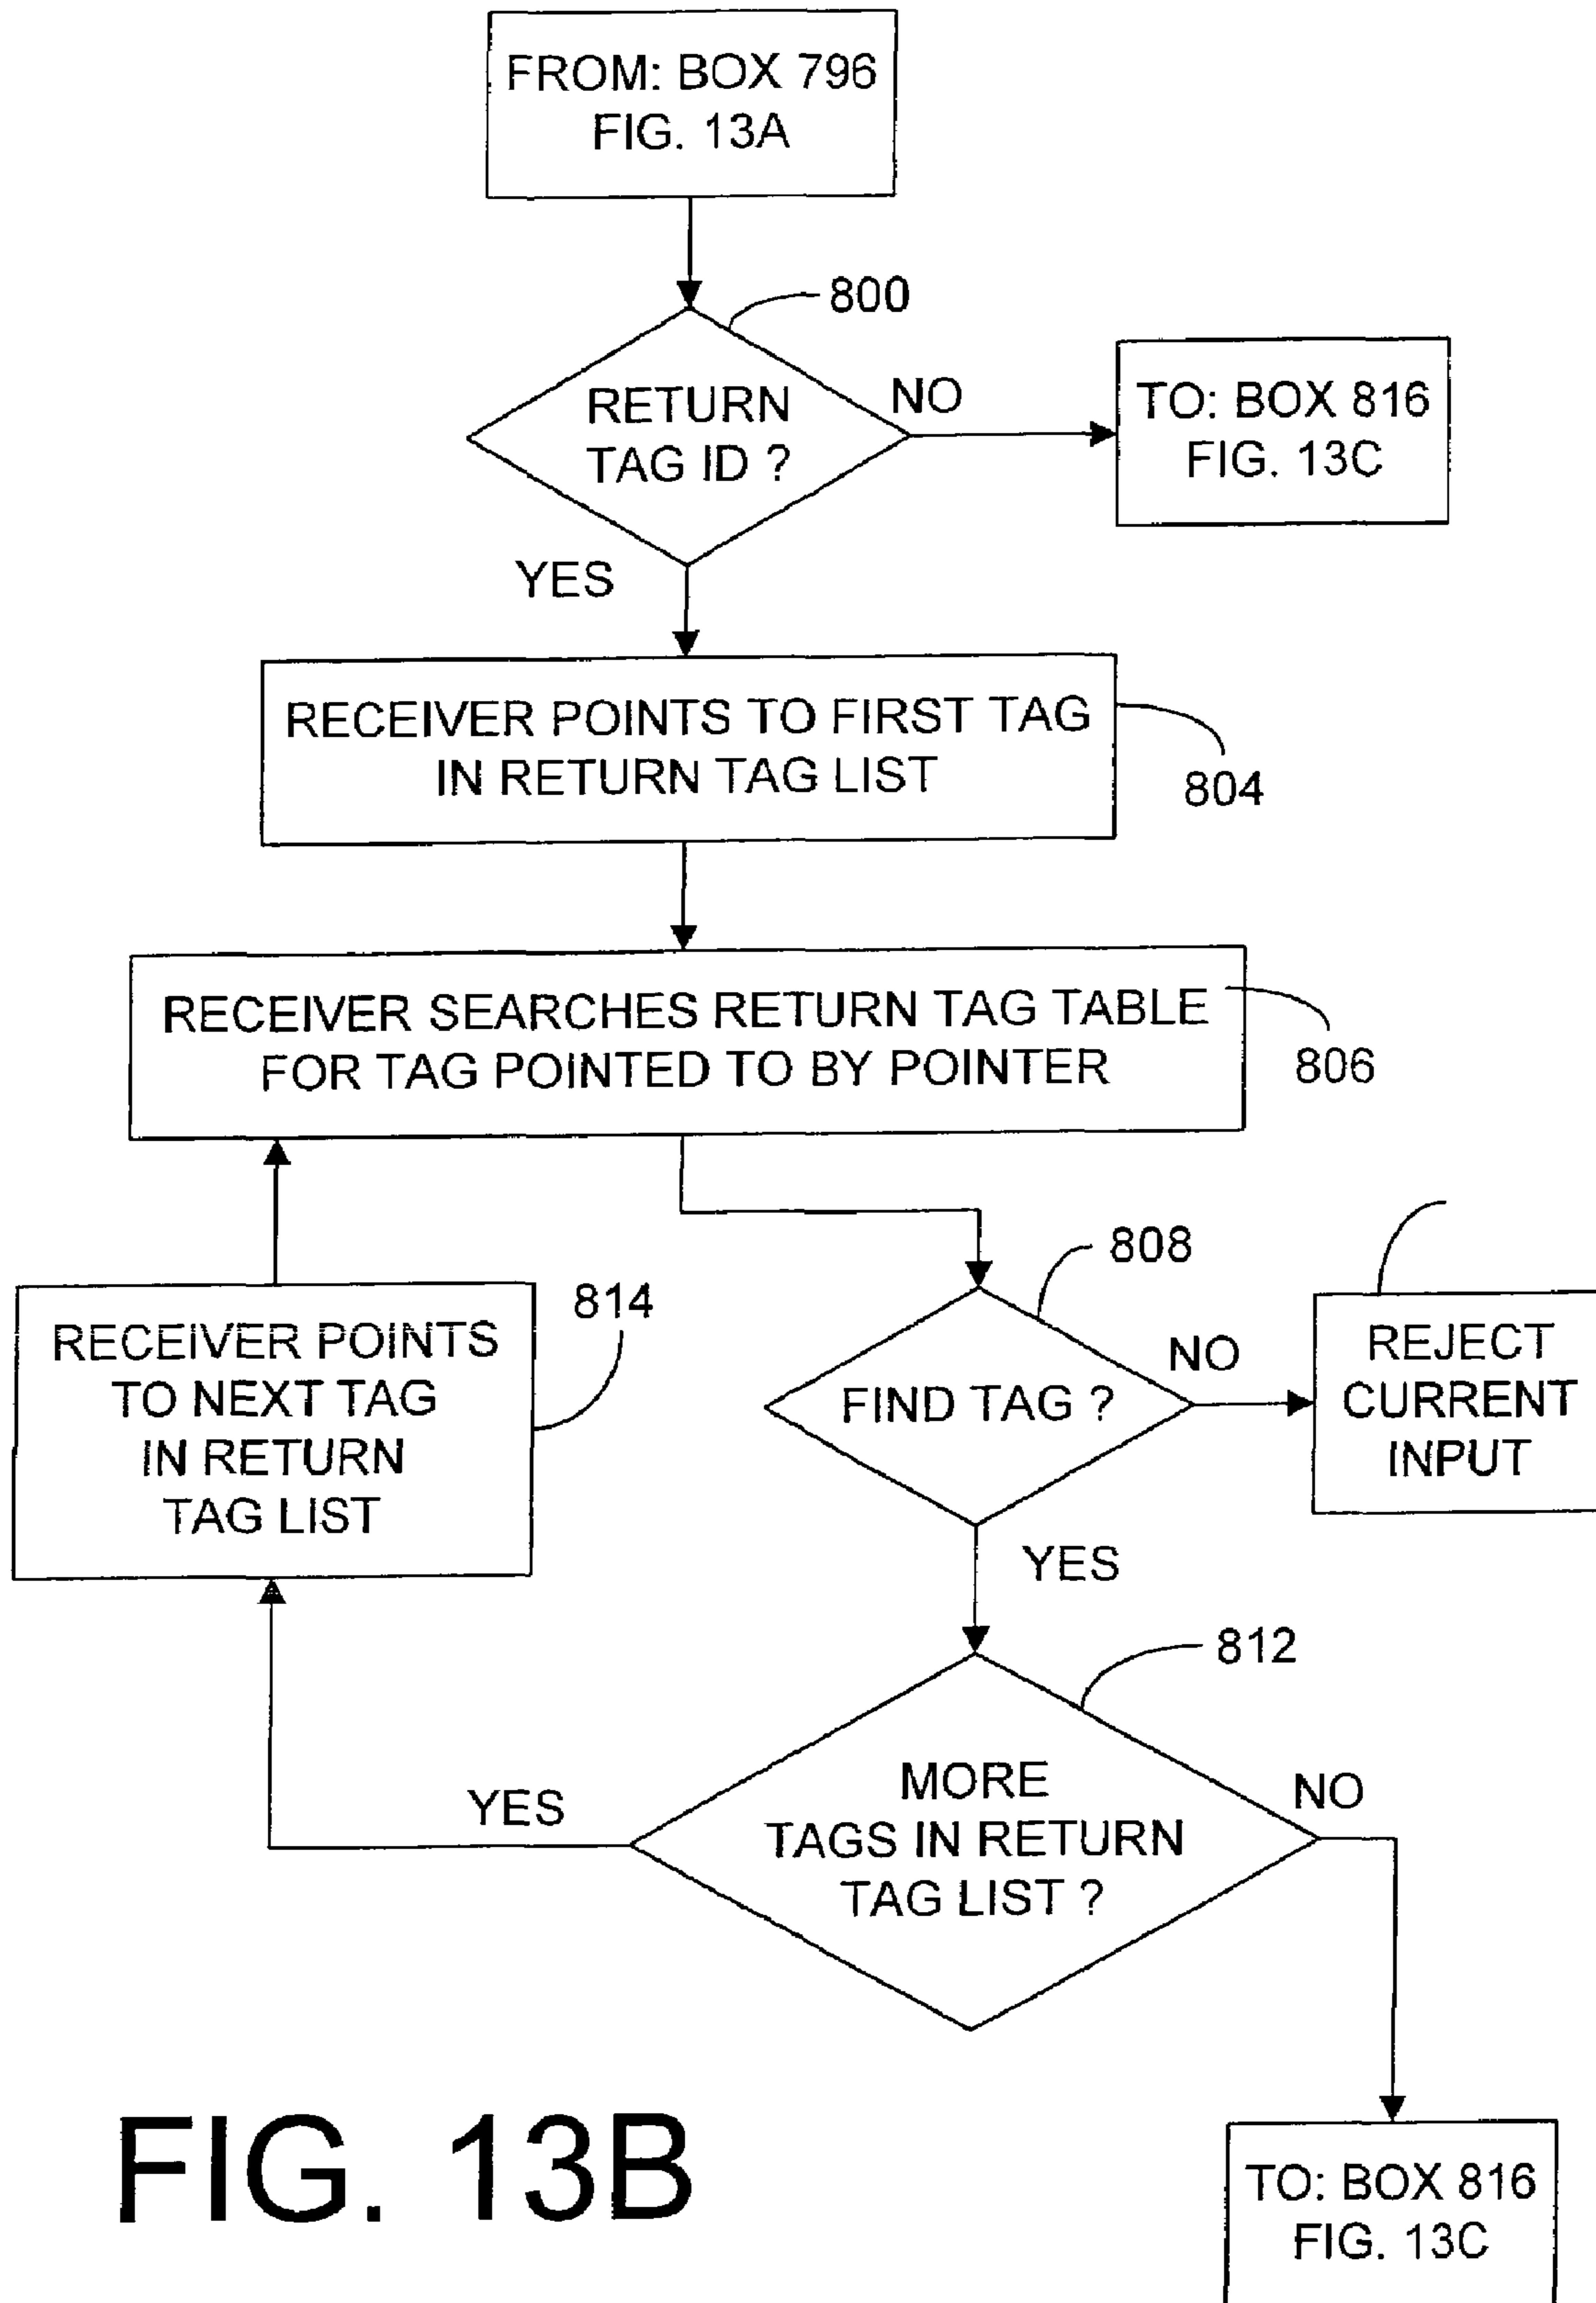 FROM: BOX 796
FIG. 13A
800
RETURN
TAG ID ?
NO
TO: BOX 816
FIG. 13C
YES
RECEIVER POINTS TO FIRST TAG
IN RETURN TAG LIST
804
RECEIVER SEARCHES RETURN TAG TABLE
FOR TAG POINTED TO BY POINTER
806
808
814
RECEIVER POINTS
TO NEXT TAG
IN RETURN
TAG LIST
FIND TAG ?
NO
REJECT
CURRENT
INPUT
YES
812
MORE
TAGS IN RETURN
TAG LIST ?
YES
NO
FIG. 13B
TO: BOX 816
FIG. 13C